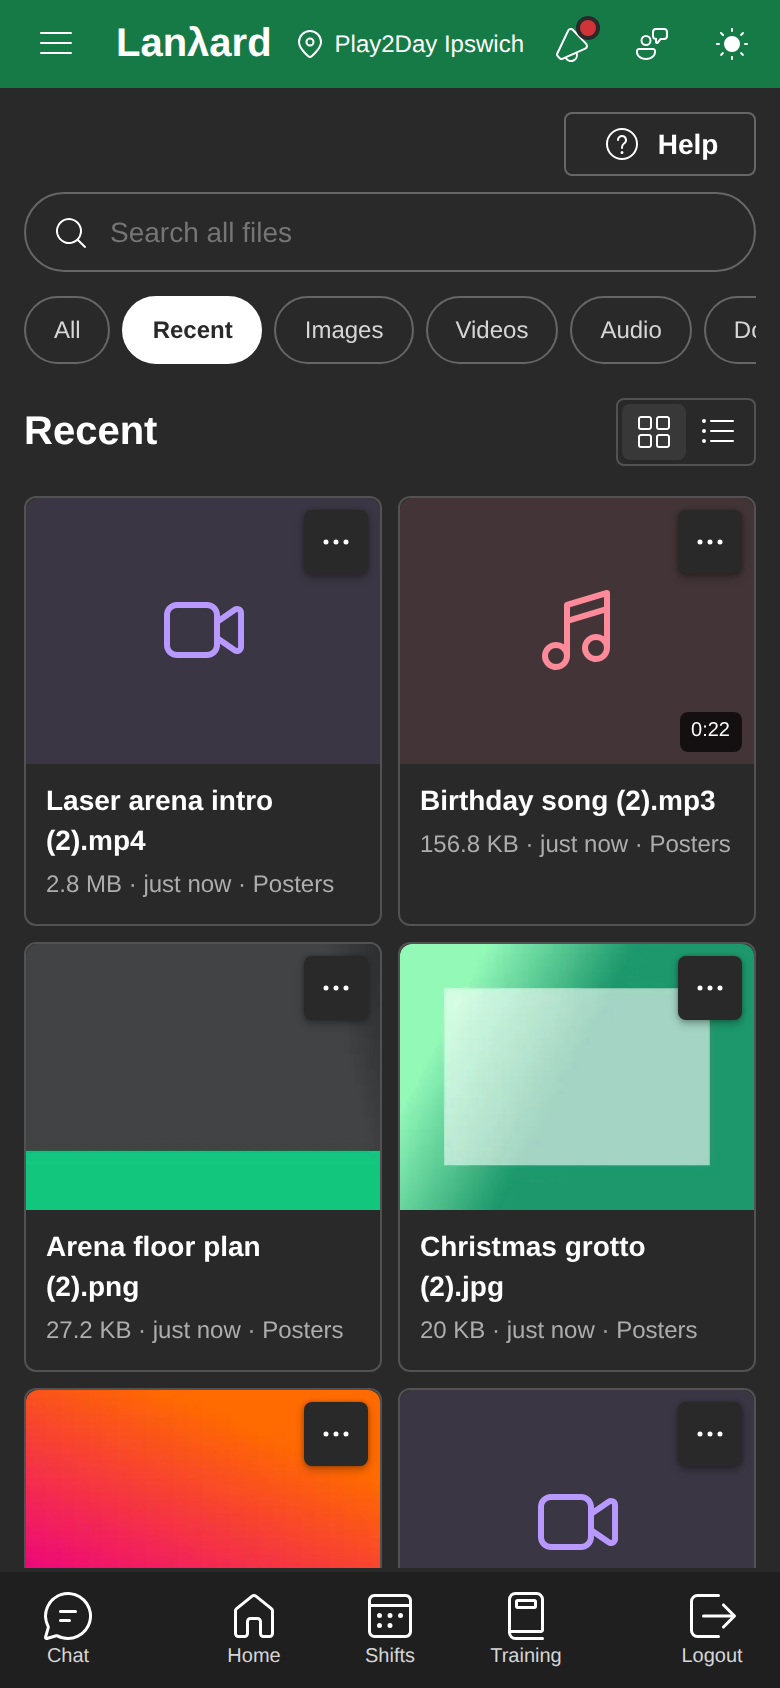 Lanλard
Play2Day Ipswich
Help
Search all files
All
Recent
Images
Videos
Audio
Do
Recent
0:22
Laser arena intro
(2).mp4
2.8 MB · just now · Posters
Birthday song (2).mp3
156.8 KB · just now · Posters
Arena floor plan
(2).png
27.2 KB · just now · Posters
Christmas grotto
(2).jpg
20 KB · just now · Posters
Chat
Home
Shifts
Training
Logout